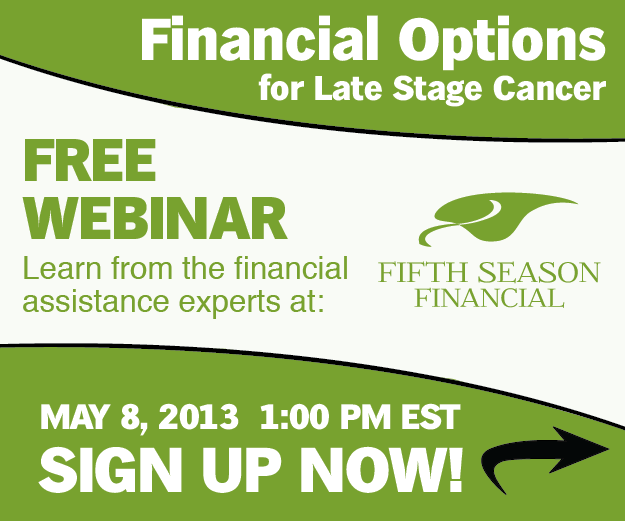 Financial Options
for Late Stage Cancer
FREE
WEBINAR
Learn from the financial
assistance experts at:
FIFTH SEASON
FINANCIAL
MAY 8, 2013 1:00 PM EST
SIGN UP NOW!